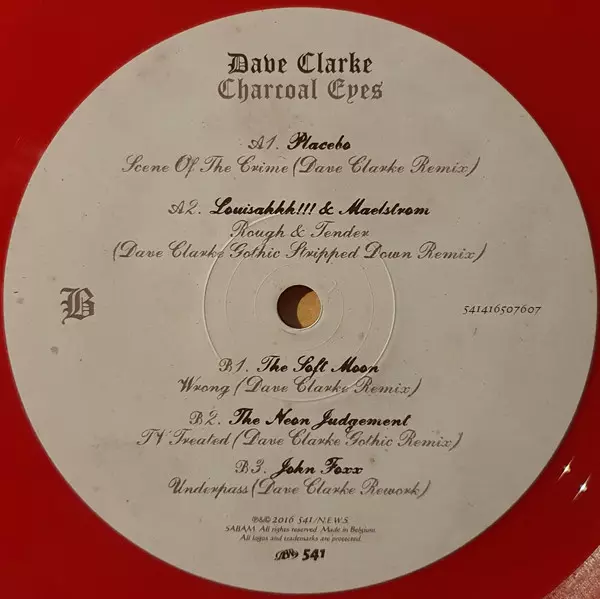 Dave Clarke
Charcoal Eyes
A1. Placebo
Scene Of The Crime (Dave Clarke Remix)
A2. Louisahhh!!! & Maelstrom
Rough & Tender
(Dave Clarke Gothic Stripped Down Remix)
B
541416507607
B1. The Soft Moon
Wrong (Dave Clarke Remix)
B2. The Neon Judgement
TV Treated (Dave Clarke Gothic Remix)
B3. John Foxx
Underpass (Dave Clarke Rework)
℗&© 2016 541/N.E.W.S.
SABAM. All rights reserved. Made in Belgium.
All logos and trademarks are protected.
541